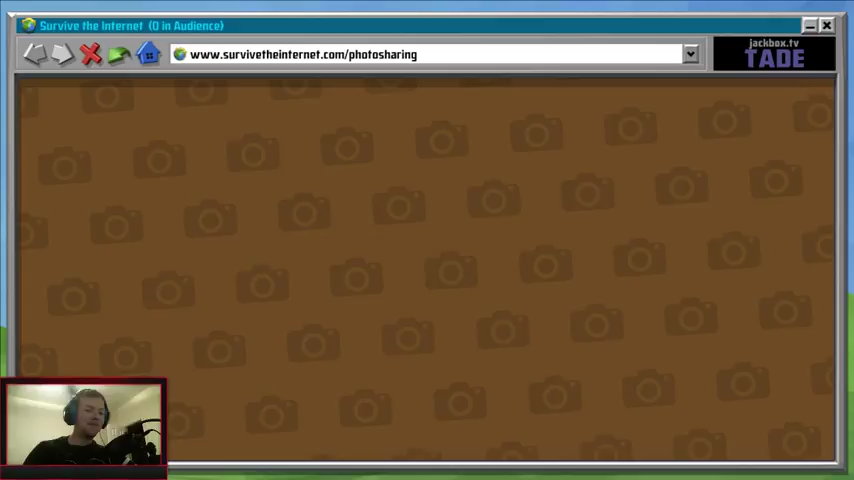 Survive the Internet (0 in Audience)
www.survivetheinternet.com/photosharing
jackbox.tv
TADE